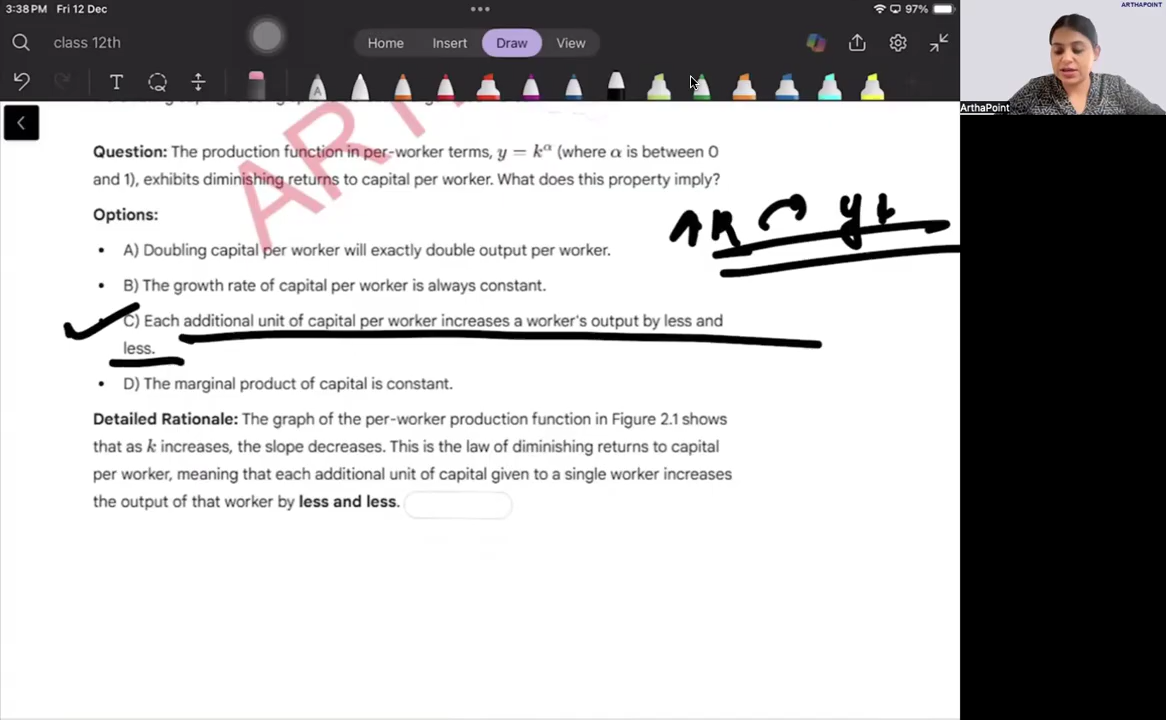 ARTHAPOINT
3:38PM Fri 12 Dec
97%
class 12th
Home Insert Draw View
ArthaPoint
Question: The production function in per-worker terms, y = k^α (where α is between 0
and 1), exhibits diminishing returns to capital per worker. What does this property imply?
Options:
• A) Doubling capital per worker will exactly double output per worker.
• B) The growth rate of capital per worker is always constant.
• C) Each additional unit of capital per worker increases a worker's output by less and
less.
• D) The marginal product of capital is constant.
Detailed Rationale: The graph of the per-worker production function in Figure 2.1 shows
that as k increases, the slope decreases. This is the law of diminishing returns to capital
per worker, meaning that each additional unit of capital given to a single worker increases
the output of that worker by less and less.